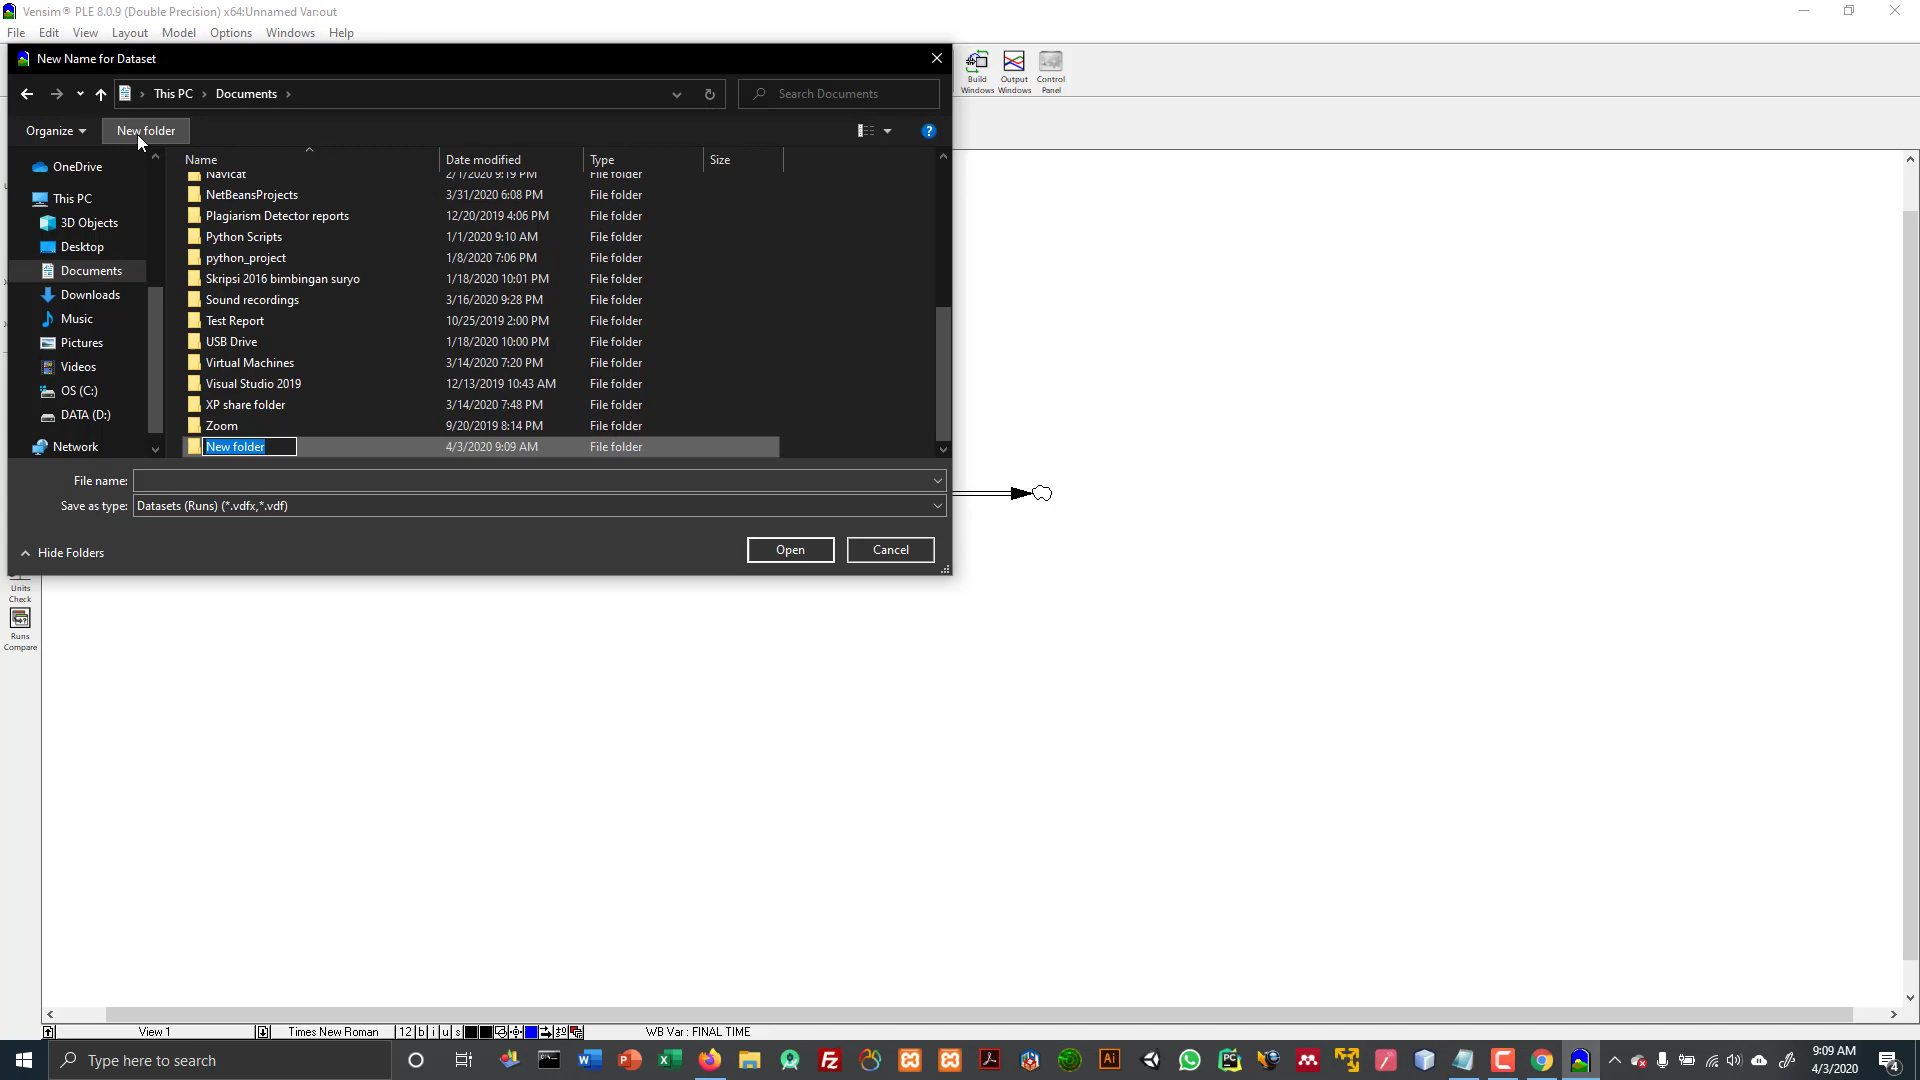 Vensim® PLE 8.0.9 (Double Precision) x64:Unnamed Var:out
File Edit View Layout Model Options Windows Help
New Name for Dataset
This PC › Documents ›
Search Documents
Organize New folder
Build Windows
Output Windows
Control Panel
OneDrive
This PC
3D Objects
Desktop
Documents
Downloads
Music
Pictures
Videos
OS (C:)
DATA (D:)
Network
Name Date modified Type Size
Navicat 2/1/2020 9:19 PM File folder
NetBeansProjects 3/31/2020 6:08 PM File folder
Plagiarism Detector reports 12/20/2019 4:06 PM File folder
Python Scripts 1/1/2020 9:10 AM File folder
python_project 1/8/2020 7:06 PM File folder
Skripsi 2016 bimbingan suryo 1/18/2020 10:01 PM File folder
Sound recordings 3/16/2020 9:28 PM File folder
Test Report 10/25/2019 2:00 PM File folder
USB Drive 1/18/2020 10:00 PM File folder
Virtual Machines 3/14/2020 7:20 PM File folder
Visual Studio 2019 12/13/2019 10:43 AM File folder
XP share folder 3/14/2020 7:48 PM File folder
Zoom 9/20/2019 8:14 PM File folder
New folder 4/3/2020 9:09 AM File folder
File name:
Save as type: Datasets (Runs) (*.vdfx,*.vdf)
Hide Folders
Open Cancel
Units Check
Runs Compare
View 1 Times New Roman 12 b i u s WB Var : FINAL TIME
Type here to search
9:09 AM
4/3/2020
4